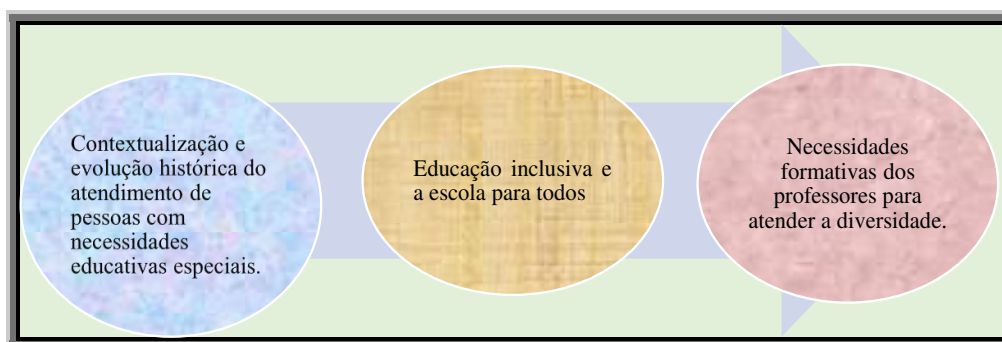 Contextualização e
evolução histórica do
atendimento de
pessoas com
necessidades
educativas especiais.
Educação inclusiva e
a escola para todos
Necessidades
formativas dos
professores para
atender a diversidade.